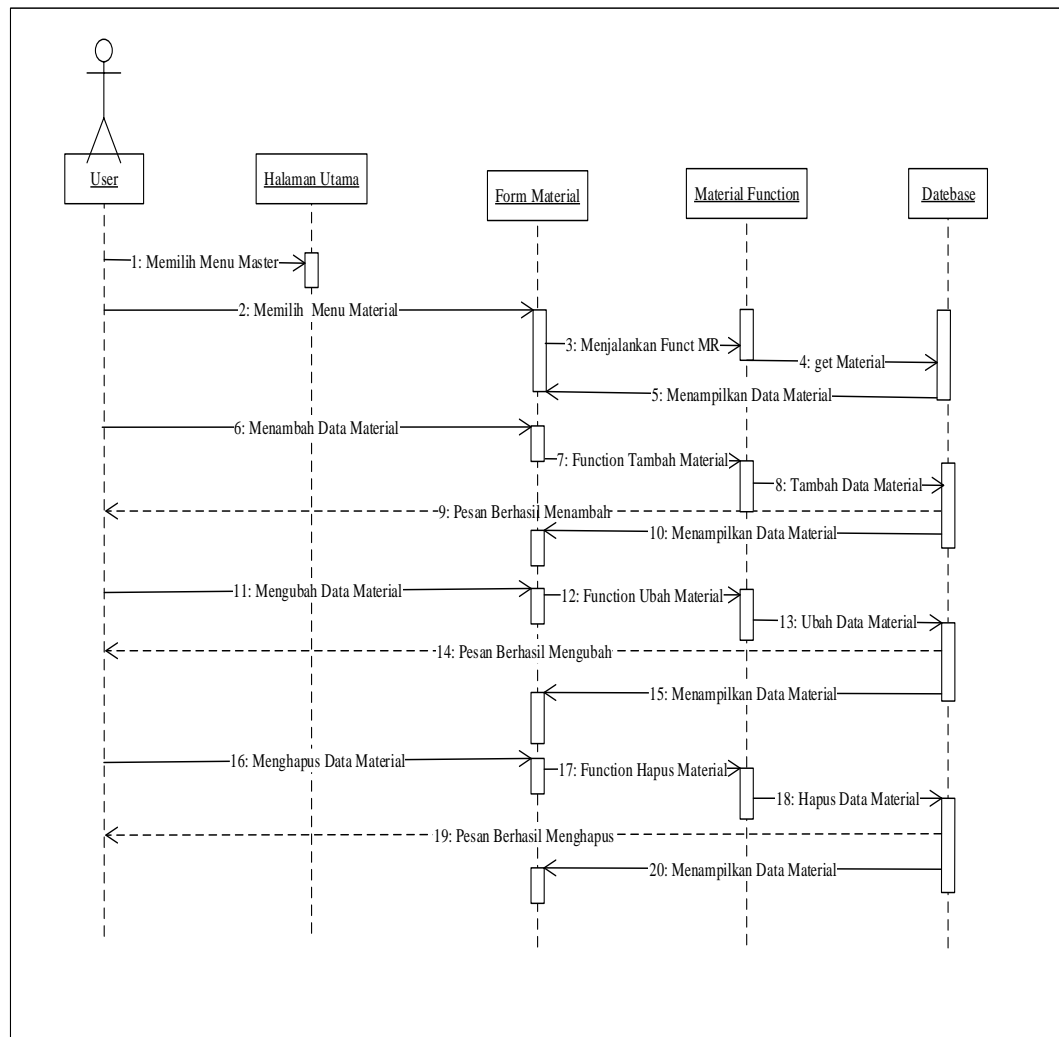 User
Halaman Utama
Form Material
Material Function
Datebase
1: Memilih Menu Master
2: Memilih Menu Material
3: Menjalankan Funct MR
4: get Material
5: Menampilkan Data Material
6: Menambah Data Material
7: Function Tambah Material
8: Tambah Data Material
9: Pesan Berhasil Menambah
10: Menampilkan Data Material
11: Mengubah Data Material
12: Function Ubah Material
13: Ubah Data Material
14: Pesan Berhasil Mengubah
15: Menampilkan Data Material
16: Menghapus Data Material
17: Function Hapus Material
18: Hapus Data Material
19: Pesan Berhasil Menghapus
20: Menampilkan Data Material